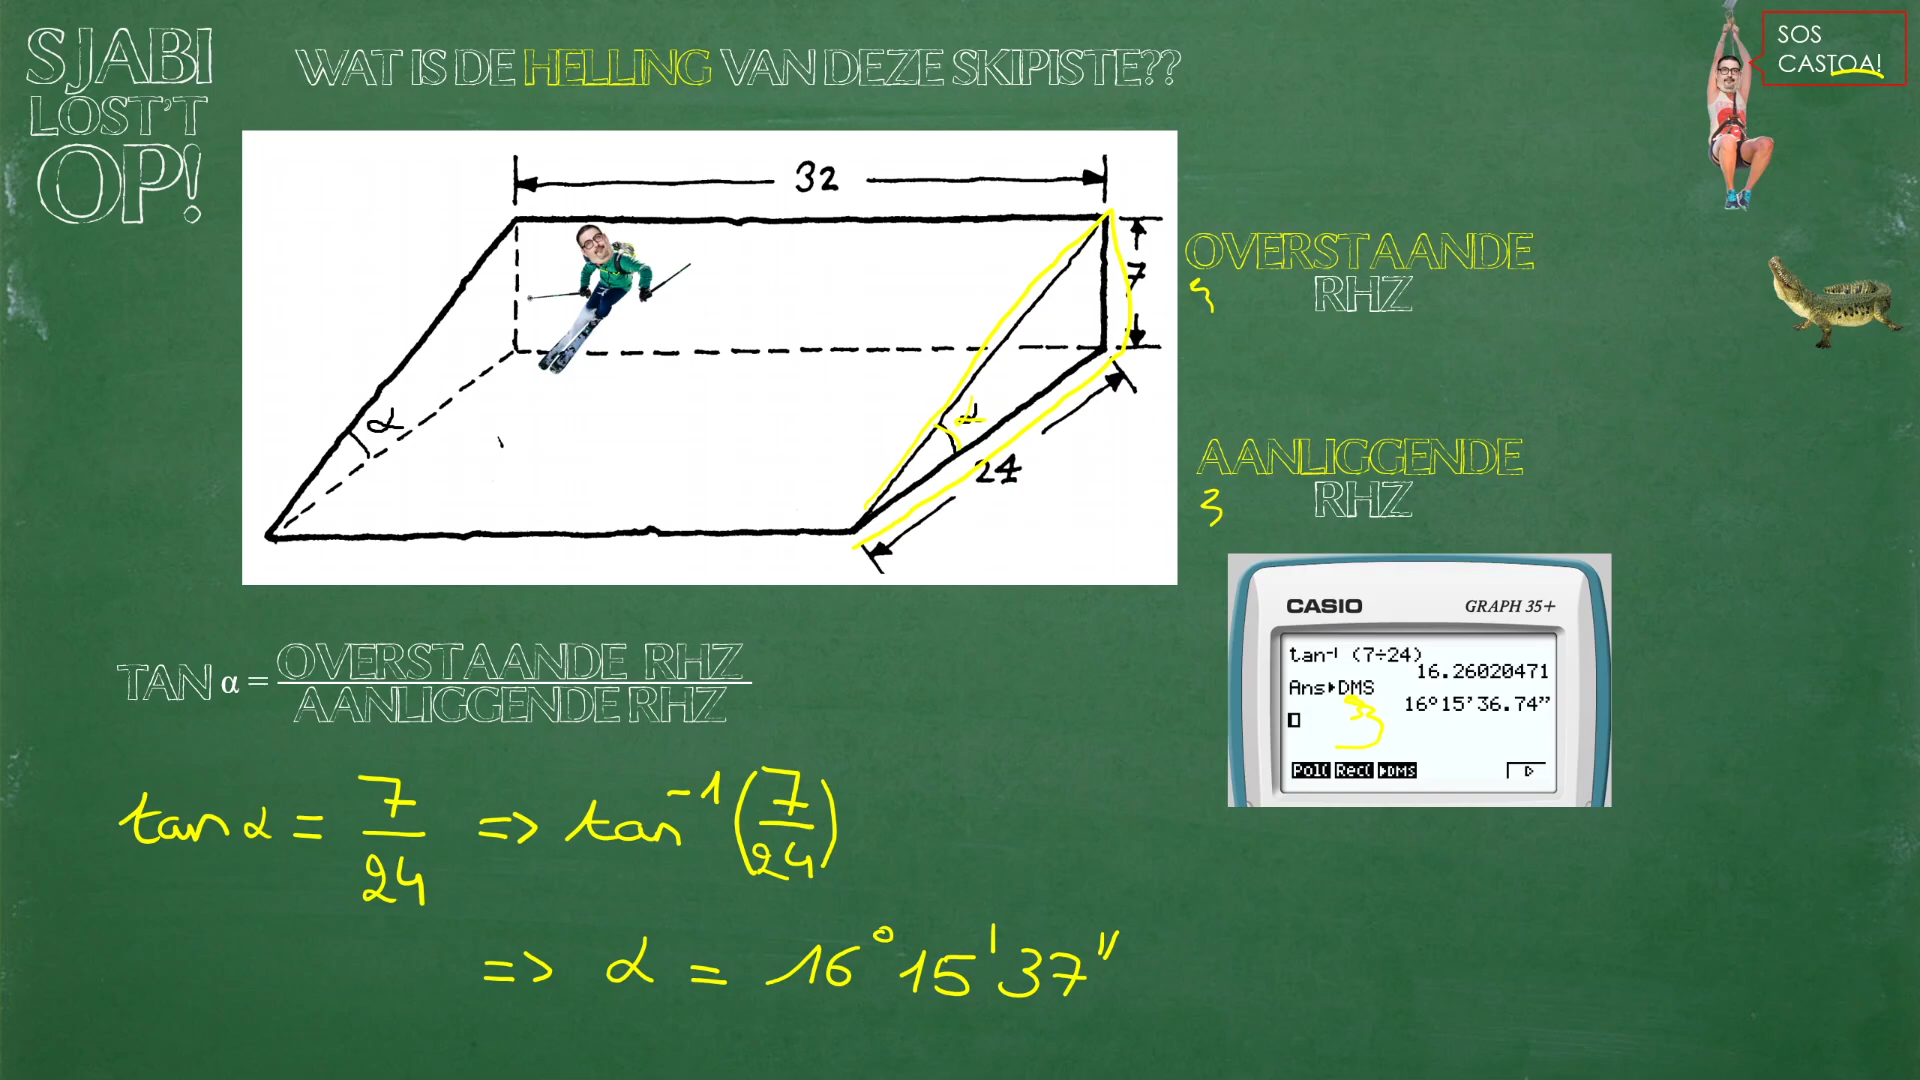 SJABI
LOST'T
OP!
WAT IS DE HELLING VAN DEZE SKIPISTE??
SOS
CASTOA!
32
7
α
α
24
OVERSTAANDE
RHZ
AANLIGGENDE
RHZ
3
CASIO GRAPH 35+
tan⁻¹ (7÷24)
16.26020471
Ans▸DMS
16°15'36.74"
Pol( Rec( ▸DMS
TAN α = OVERSTAANDE RHZ
AANLIGGENDE RHZ
tan α = 7/24 => tan⁻¹(7/24)
=> α = 16°15'37"